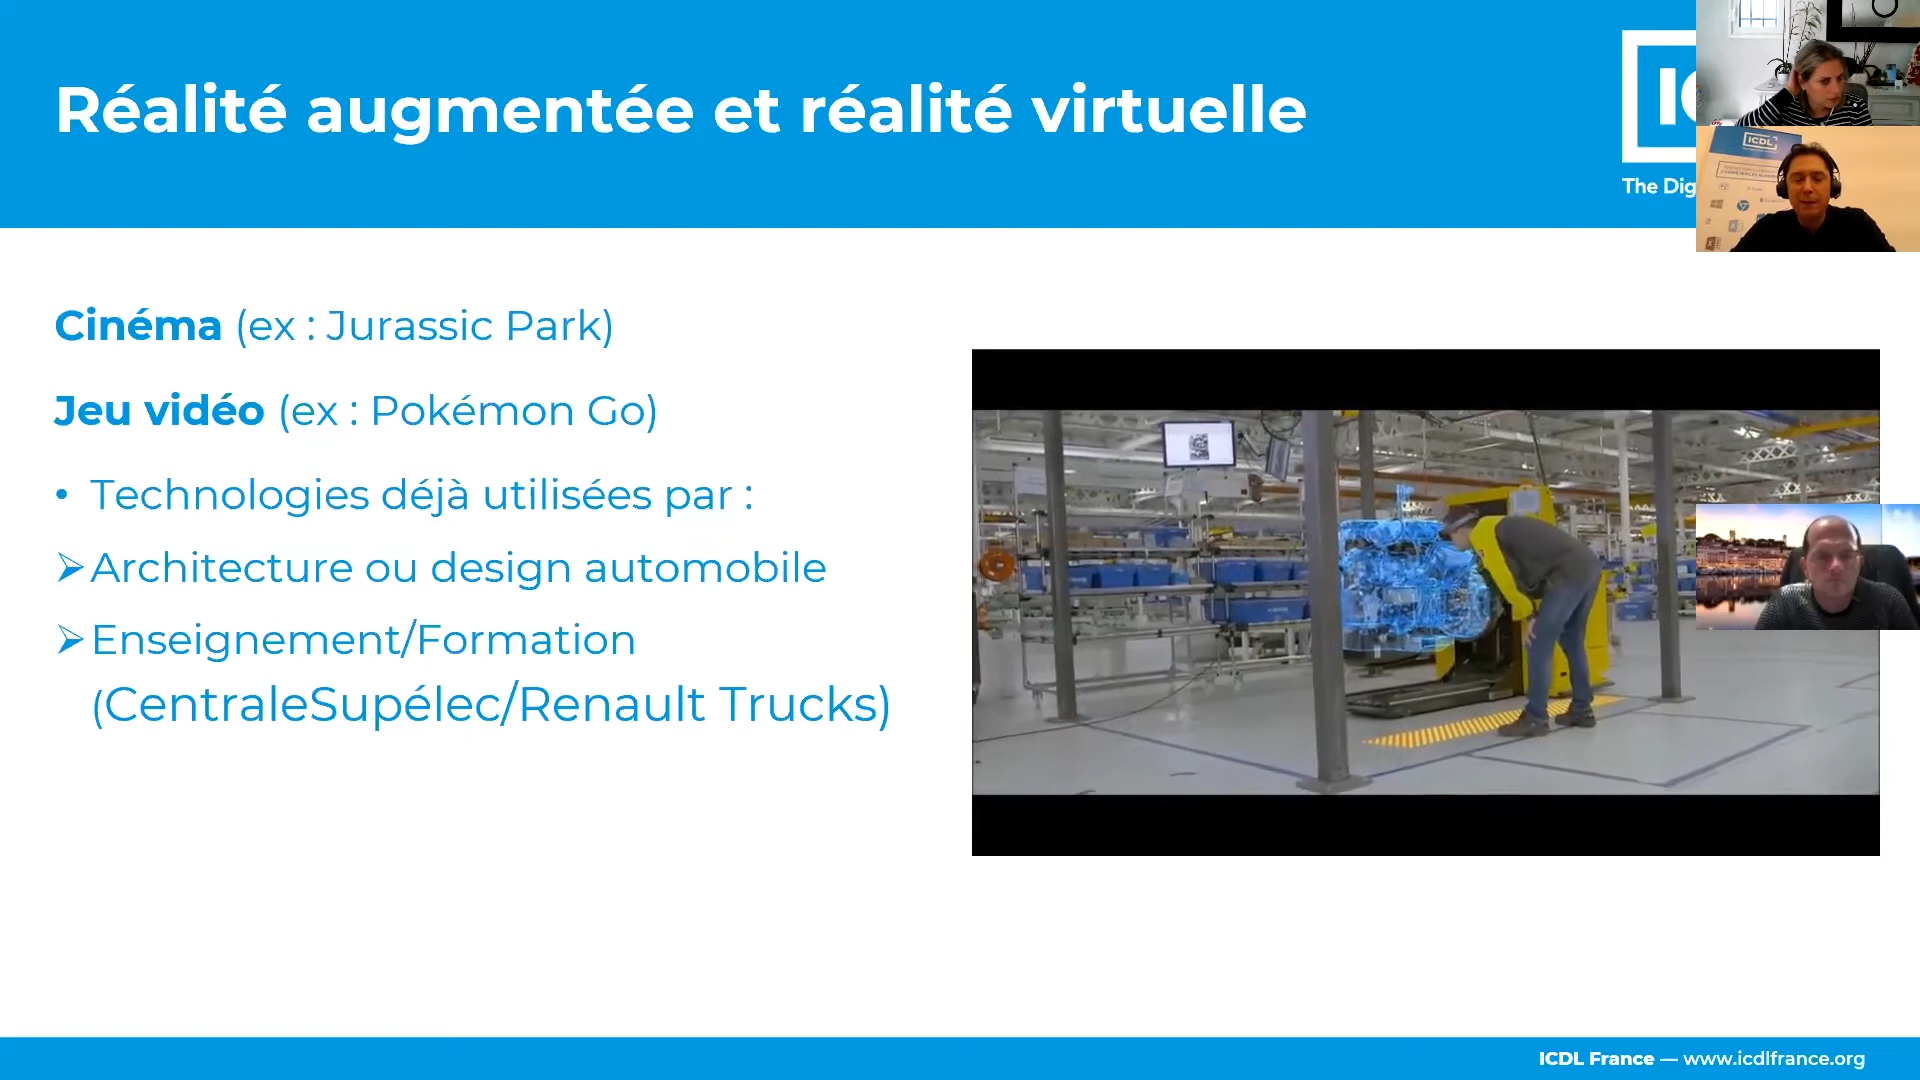 Réalité augmentée et réalité virtuelle
The Dig
ICDL
Cinéma (ex : Jurassic Park)
Jeu vidéo (ex : Pokémon Go)
• Technologies déjà utilisées par :
➢Architecture ou design automobile
➢Enseignement/Formation
(CentraleSupélec/Renault Trucks)
ICDL France — www.icdlfrance.org